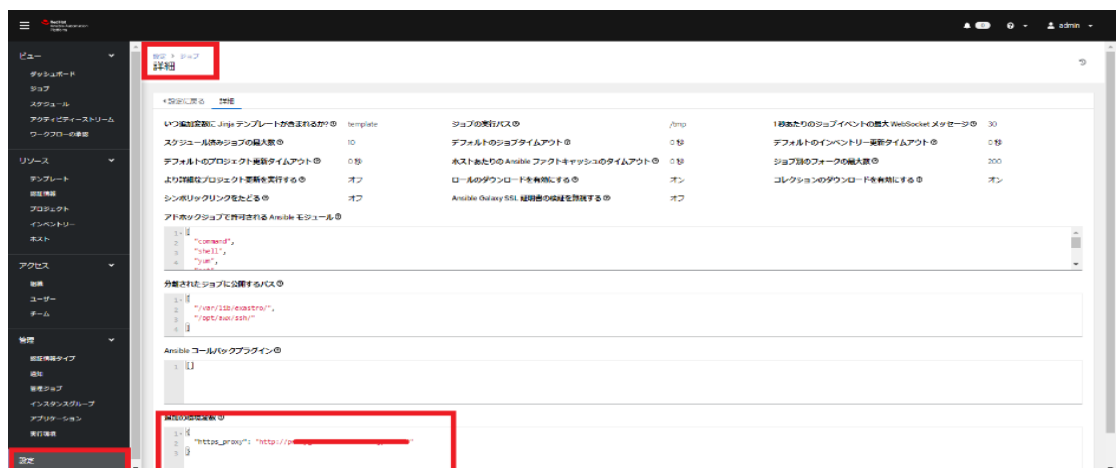 Red Hat
Ansible Automation
Platform
admin
ビュー
ダッシュボード
ジョブ
スケジュール
アクティビティーストリーム
ワークフローの承認
リソース
テンプレート
認証情報
プロジェクト
インベントリー
ホスト
アクセス
組織
ユーザー
チーム
管理
認証情報タイプ
通知
管理ジョブ
インスタンスグループ
アプリケーション
実行環境
設定
設定 > ジョブ
詳細
設定に戻る 詳細
いつ追加変数に Jinja テンプレートが含まれるか? template ジョブの実行パス /tmp 1 秒あたりのジョブイベントの最大 WebSocket メッセージ 30
スケジュール済みジョブの最大数 10 デフォルトのジョブタイムアウト 0 秒 デフォルトのインベントリー更新タイムアウト 0 秒
デフォルトのプロジェクト更新タイムアウト 0 秒 ホストあたりの Ansible ファクトキャッシュのタイムアウト 0 秒 ジョブ別のフォークの最大数 200
より詳細なプロジェクト更新を実行する オフ ロールのダウンロードを有効にする オン コレクションのダウンロードを有効にする オン
シンボリックリンクをたどる オフ Ansible Galaxy SSL 証明書の検証を無視する オフ
アドホックジョブで許可される Ansible モジュール
1 [
2 "command",
3 "shell",
4 "yum",
分離されたジョブに公開するパス
1 [
2 "/var/lib/exastro/",
3 "/opt/awx/ssh/"
4 ]
Ansible コールバックプラグイン
1 []
追加の環境変数
1 {
2 "https_proxy": "http://
3 }